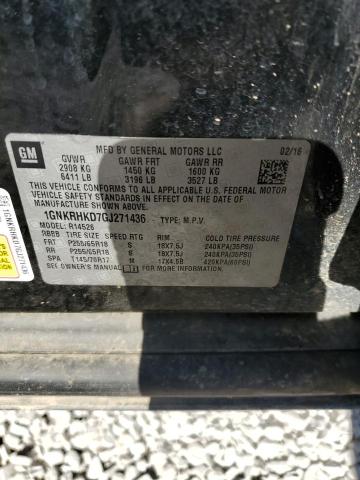 GM
MFD BY GENERAL MOTORS LLC 02/16
GVWR GAWR FRT GAWR RR
2908 KG 1450 KG 1600 KG
6411 LB 3196 LB 3527 LB
THIS VEHICLE CONFORMS TO ALL APPLICABLE U.S. FEDERAL MOTOR
VEHICLE SAFETY STANDARDS IN EFFECT ON THE DATE OF
MANUFACTURE SHOWN ABOVE.
1GNKRHKD7GJ271436 TYPE: M.P.V.
MODEL: R14526
TIRE SIZE SPEED RTG RIM
FRT P255/65R18 S 18X7.5J 240KPA(35PSI)
RR P255/65R18 S 18X7.5J 240KPA(35PSI)
SPA T145/70R17 M 17X4.5B 420KPA(60PSI)
SEE OWNER'S MANUAL FOR MORE INFORMATION.